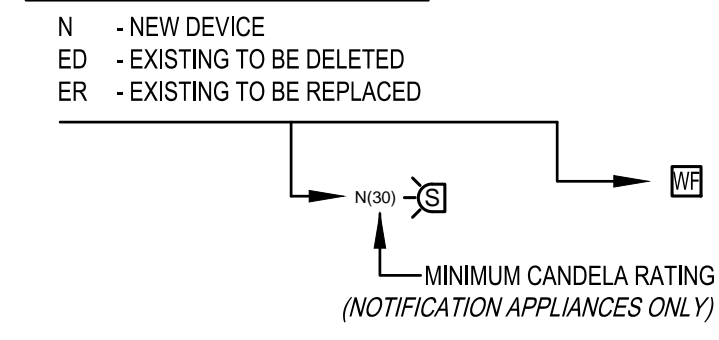 N - NEW DEVICE
ED - EXISTING TO BE DELETED
ER - EXISTING TO BE REPLACED
WF
N(30) S
MINIMUM CANDELA RATING
(NOTIFICATION APPLIANCES ONLY)